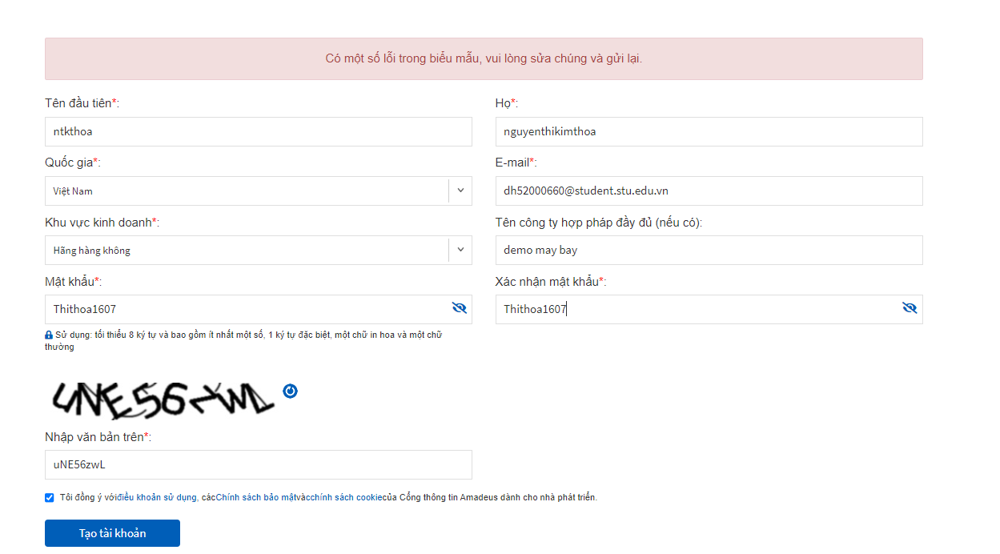 Có một số lỗi trong biểu mẫu, vui lòng sửa chúng và gửi lại.
Tên đầu tiên*:
Họ*:
ntkthoa
nguyenthikimthoa
Quốc gia*:
E-mail*:
Việt Nam
dh52000660@student.stu.edu.vn
Khu vực kinh doanh*:
Tên công ty hợp pháp đầy đủ (nếu có):
Hãng hàng không
demo may bay
Mật khẩu*:
Xác nhận mật khẩu*:
Thithoa1607
Thithoa1607
Sử dụng: tối thiểu 8 ký tự và bao gồm ít nhất một số, 1 ký tự đặc biệt, một chữ in hoa và một chữ
thường
Nhập văn bản trên*:
uNE56zwL
Tôi đồng ý vớiđiều khoản sử dụng, cácChính sách bảo mậtvàcchính sách cookiecủa Cổng thông tin Amadeus dành cho nhà phát triển.
Tạo tài khoản